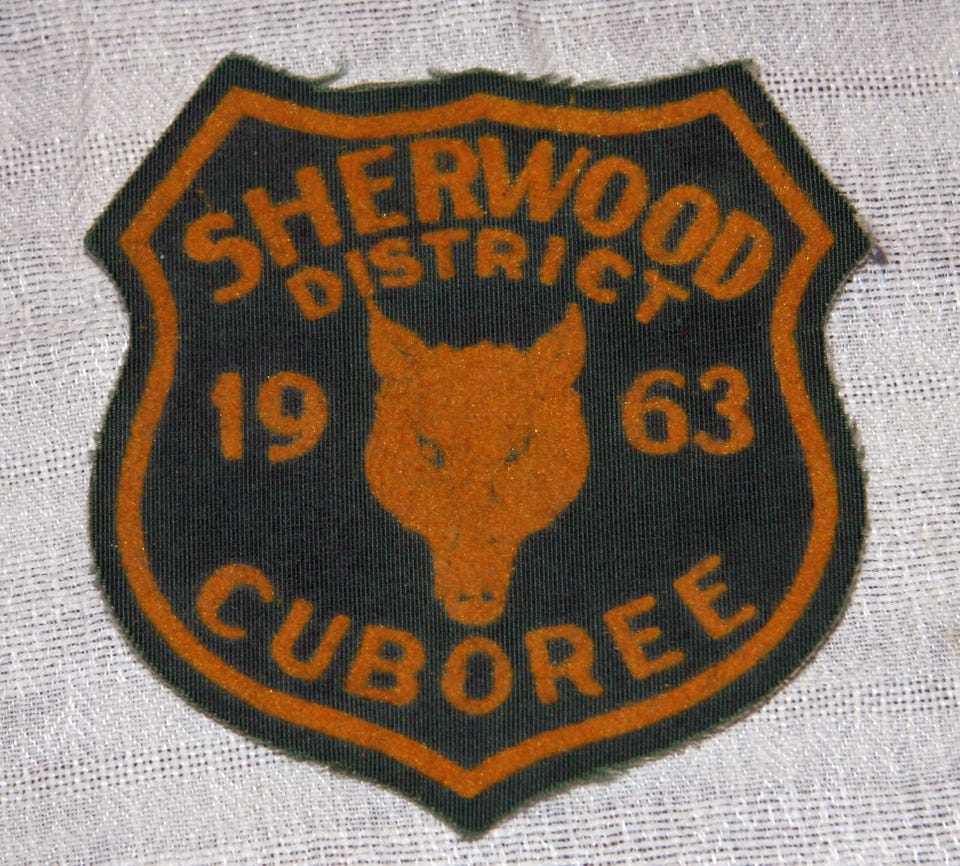 SHERWOOD
DISTRICT
19 63
CUBOREE